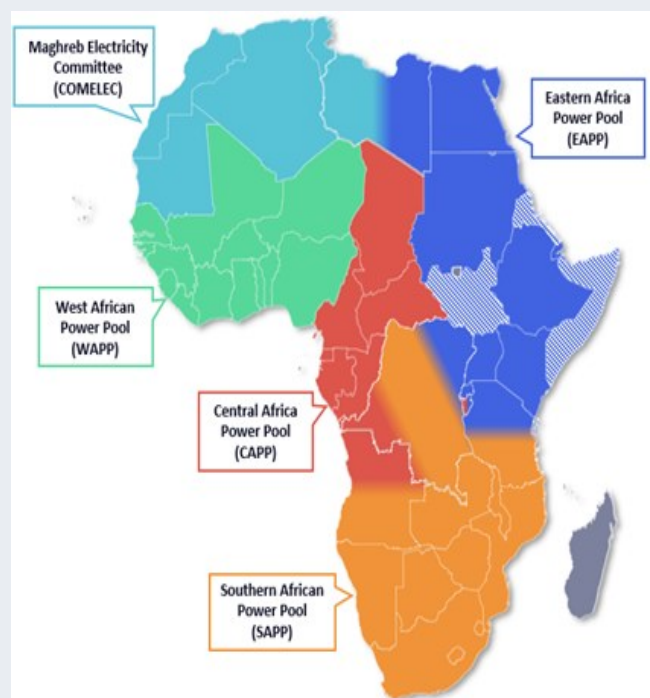 Maghreb Electricity
Committee
(COMELEC)
Eastern Africa
Power Pool
(EAPP)
West African
Power Pool
(WAPP)
Central Africa
Power Pool
(CAPP)
Southern African
Power Pool
(SAPP)